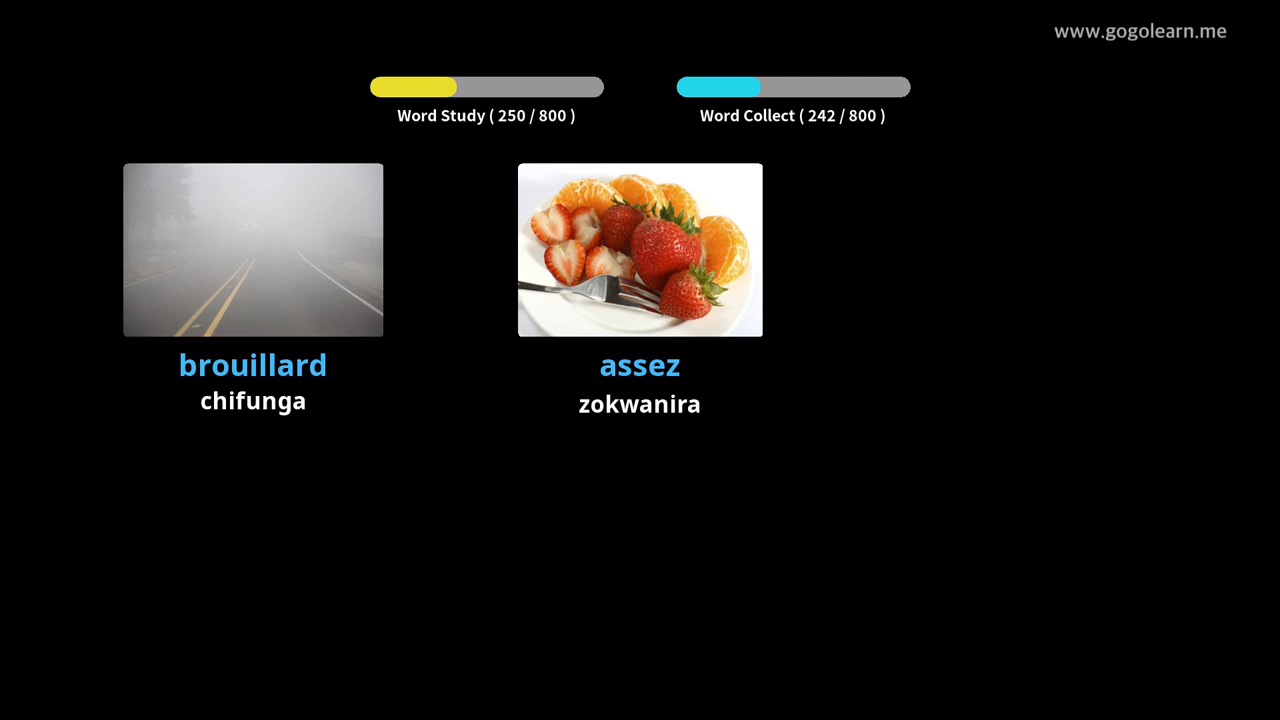 www.gogolearn.me
Word Study ( 250 / 800 )
Word Collect ( 242 / 800 )
brouillard
chifunga
assez
zokwanira